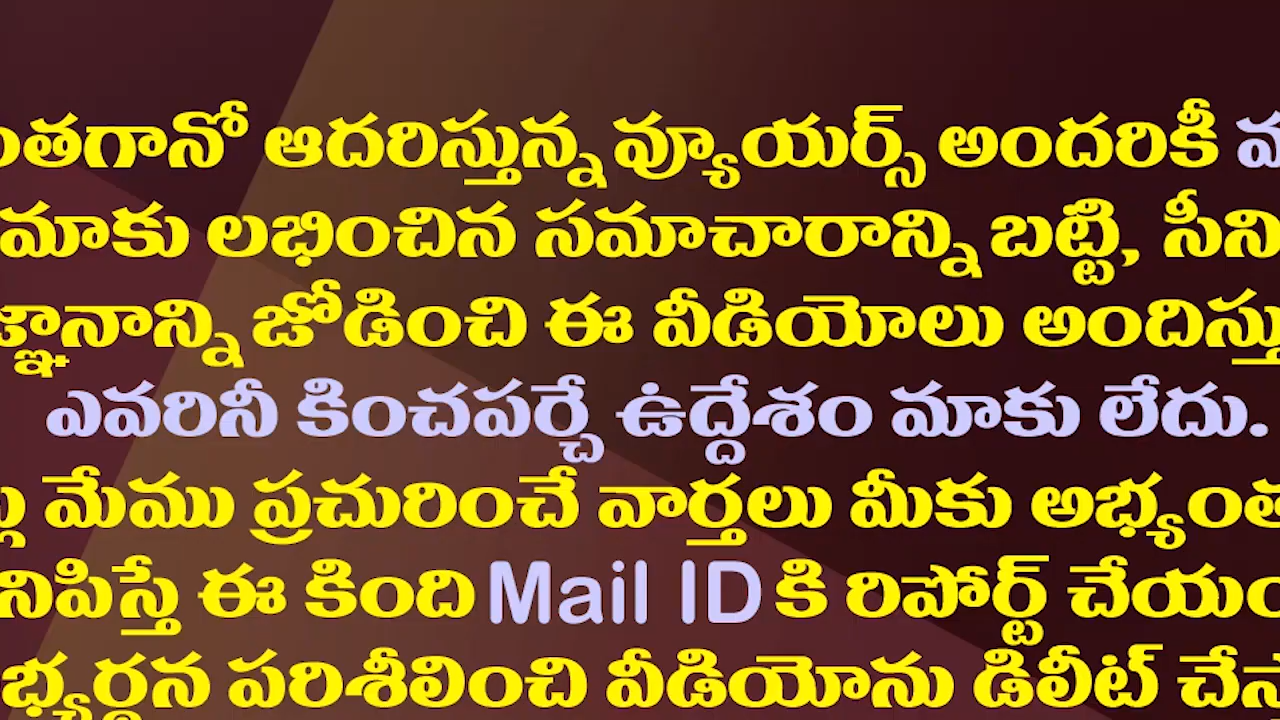 ంతగానో ఆదరిస్తున్న వ్యూయర్స్ అందరికీ
మాకు లభించిన సమాచారాన్ని బట్టి, సీని
జ్ఞానాన్ని జోడించి ఈ వీడియోలు అందిస్తు
ఎవరినీ కించపర్చే ఉద్దేశం మాకు లేదు.
మేము ప్రచురించే వార్తలు మీకు అభ్యంత
నిపిస్తే ఈ కింది Mail ID కి రిపోర్ట్ చేయం
భ్యర్థన పరిశీలించి వీడియోను డిలీట్ చేస